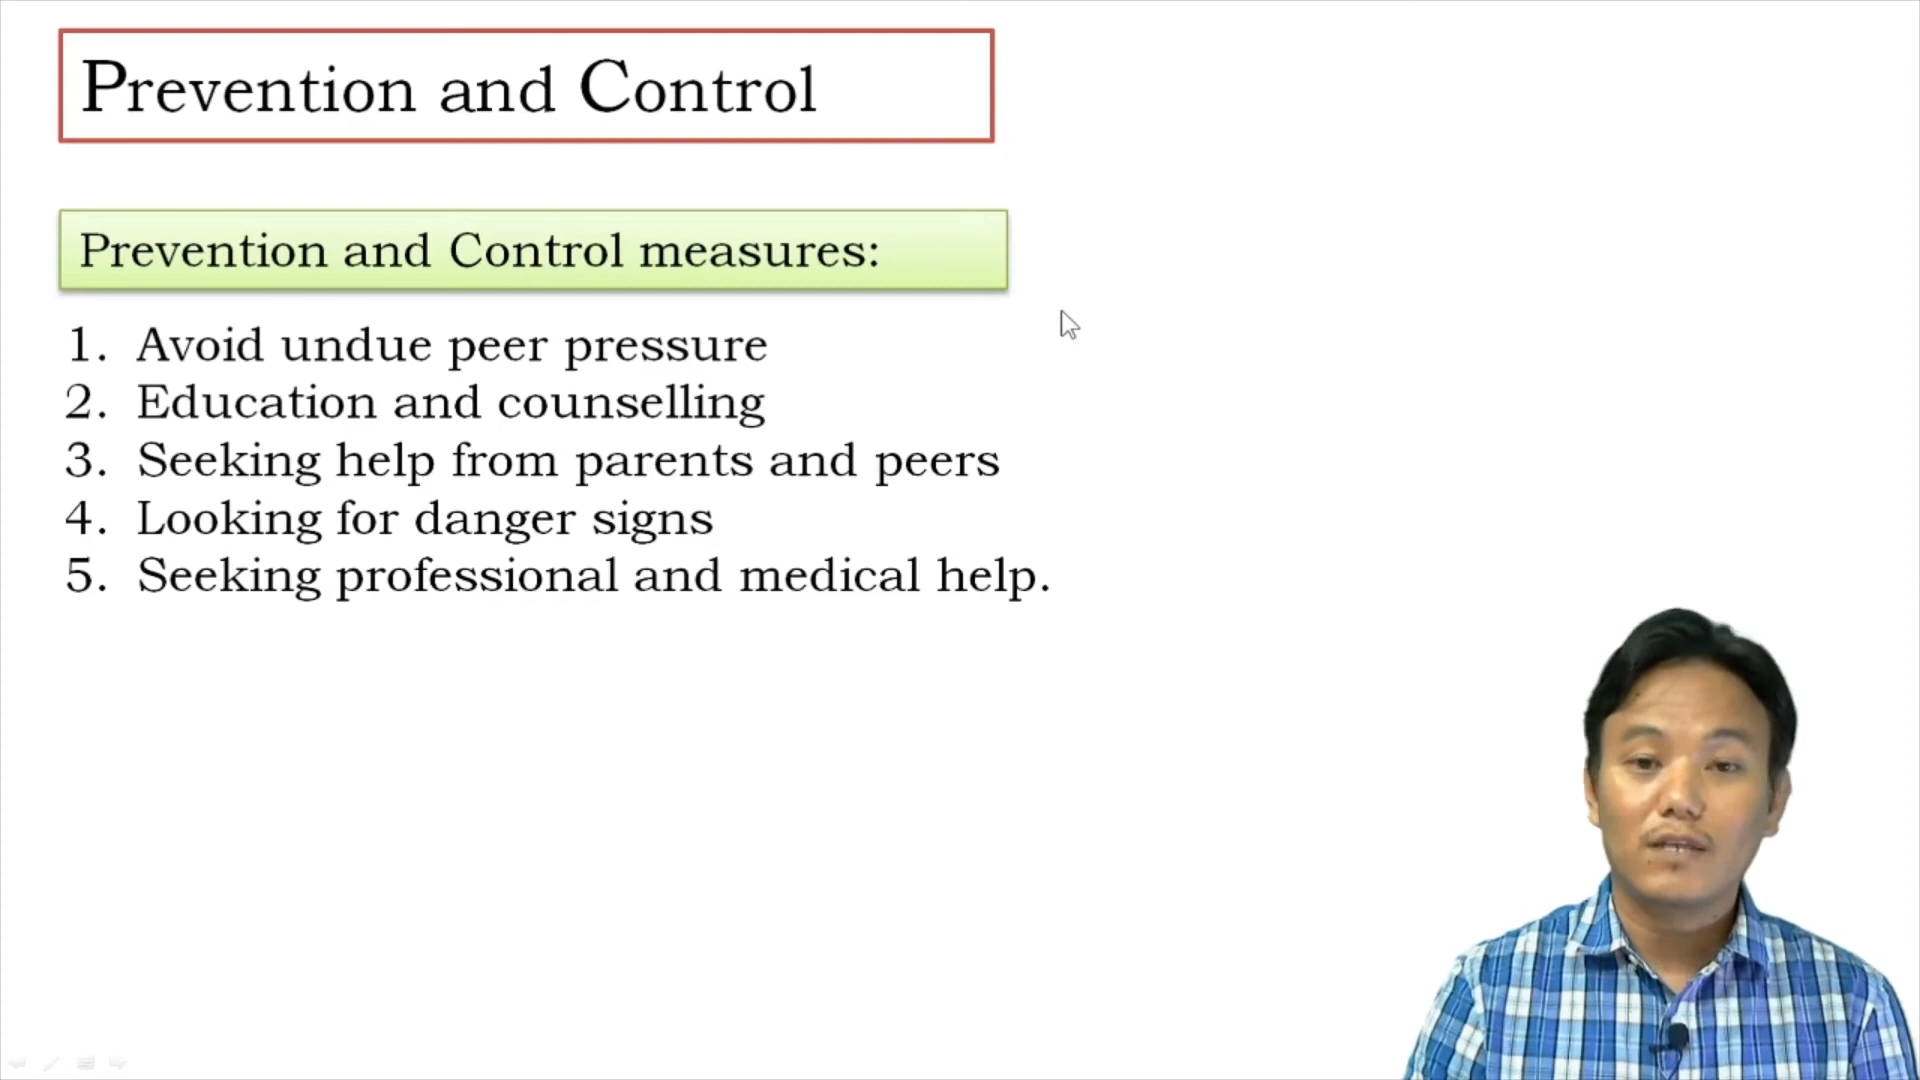 Prevention and Control
Prevention and Control measures:
1. Avoid undue peer pressure
2. Education and counselling
3. Seeking help from parents and peers
4. Looking for danger signs
5. Seeking professional and medical help.